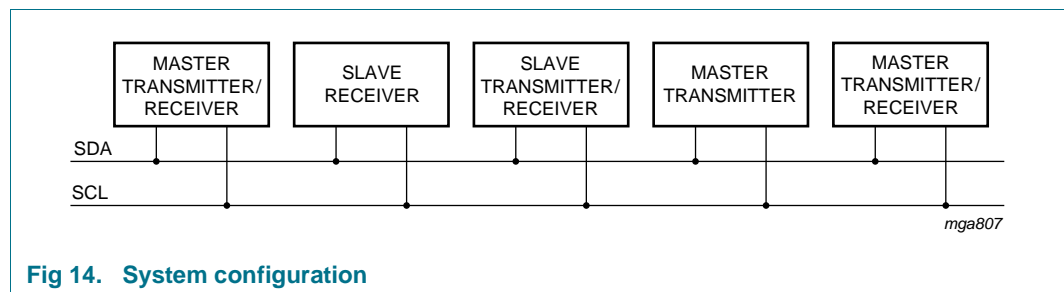 MASTER
TRANSMITTER/
RECEIVER
SLAVE
RECEIVER
SLAVE
TRANSMITTER/
RECEIVER
MASTER
TRANSMITTER
MASTER
TRANSMITTER/
RECEIVER
SDA
SCL
mga807
Fig 14. System configuration